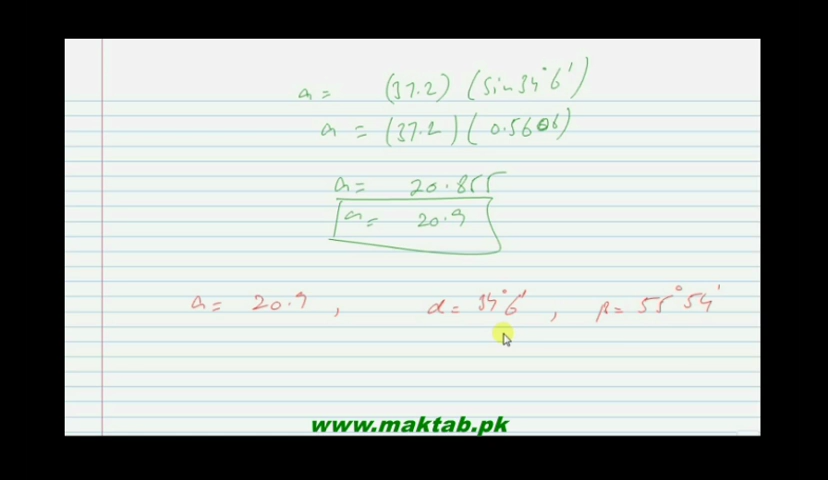 a = (37.2) (sin 34° 6')
a = (37.2) (0.5606)
a = 20.855
a = 20.9
a = 20.9 , α = 34° 6' , β = 55° 54'
www.maktab.pk